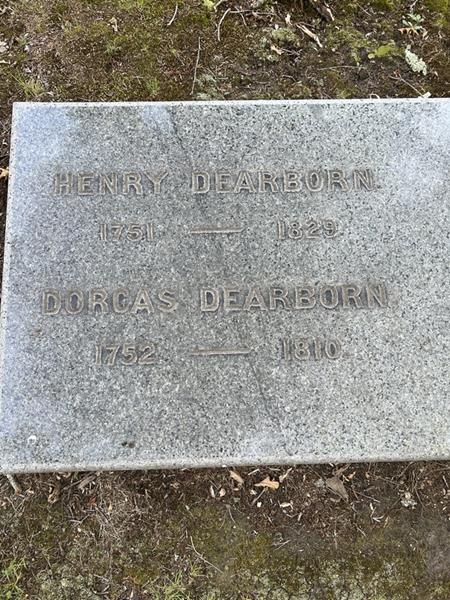 HENRY DEARBORN.
1751 — 1829
DORCAS DEARBORN.
1752 — 1810.